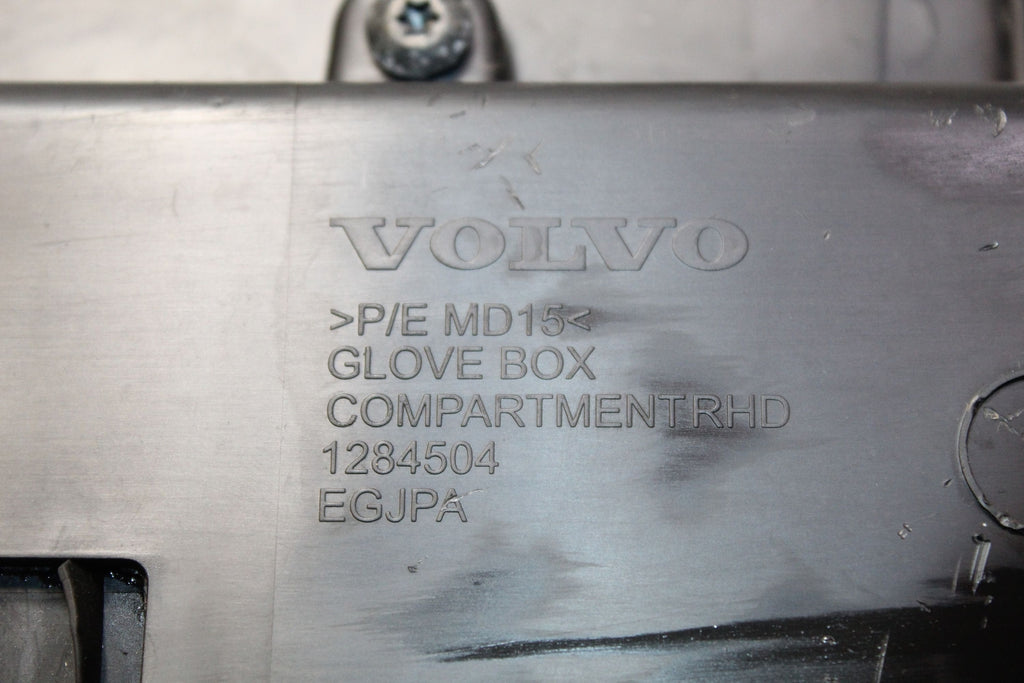 VOLVO
>P/E MD15<
GLOVE BOX
COMPARTMENTRHD
1284504
EGJPA